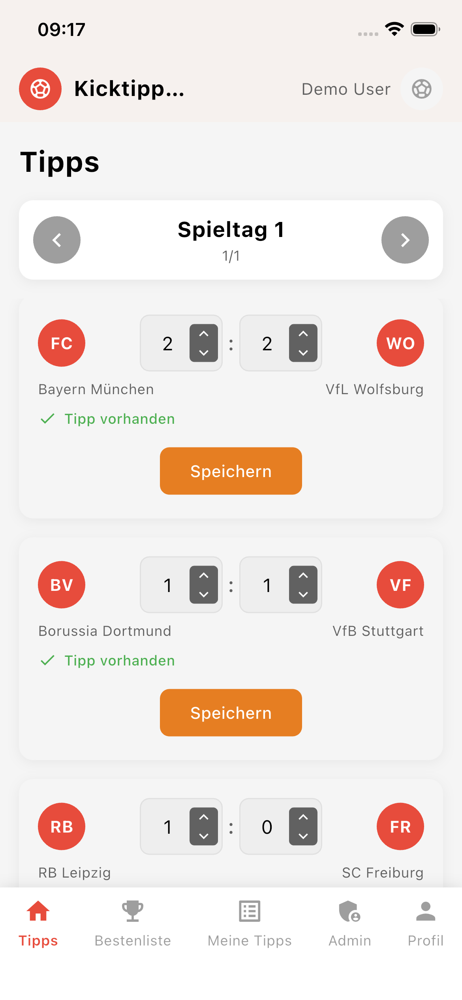 09:17
Kicktipp...
Demo User
Tipps
Spieltag 1
1/1
FC
2
:
2
WO
Bayern München
VfL Wolfsburg
Tipp vorhanden
Speichern
BV
1
:
1
VF
Borussia Dortmund
VfB Stuttgart
Tipp vorhanden
Speichern
RB
1
:
0
FR
RB Leipzig
SC Freiburg
Tipps
Bestenliste
Meine Tipps
Admin
Profil